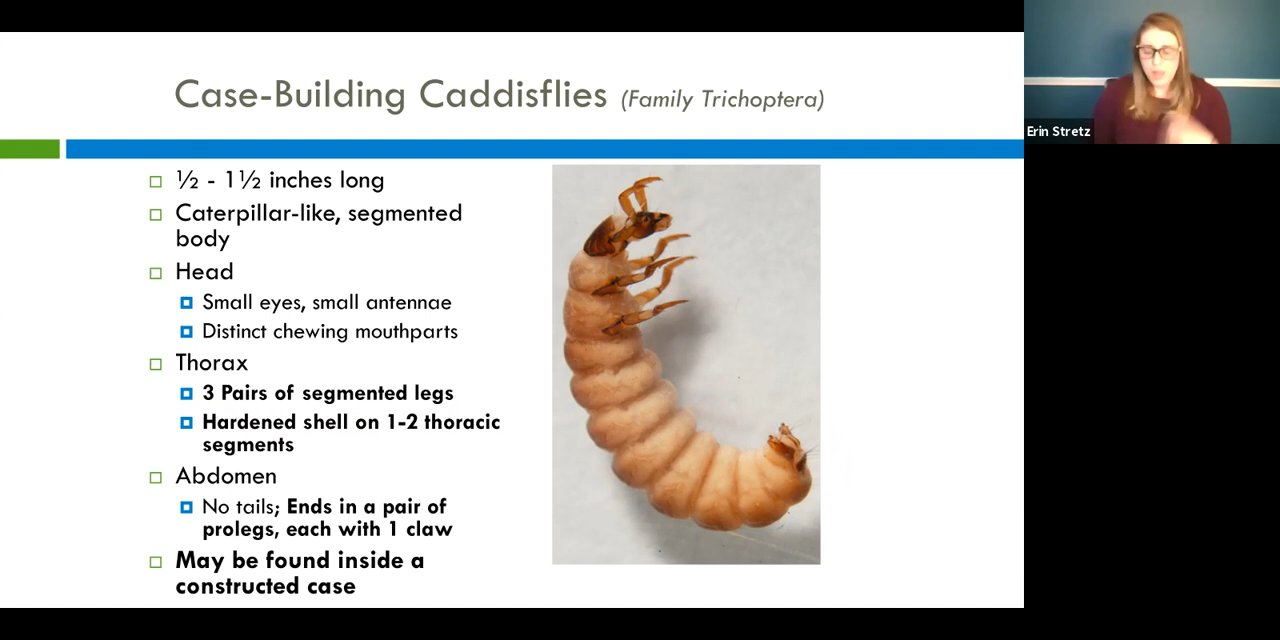 Case-Building Caddisflies (Family Trichoptera)
½ - 1½ inches long
Caterpillar-like, segmented
body
Head
Small eyes, small antennae
Distinct chewing mouthparts
Thorax
3 Pairs of segmented legs
Hardened shell on 1-2 thoracic
segments
Abdomen
No tails; Ends in a pair of
prolegs, each with 1 claw
May be found inside a
constructed case
Erin Stretz